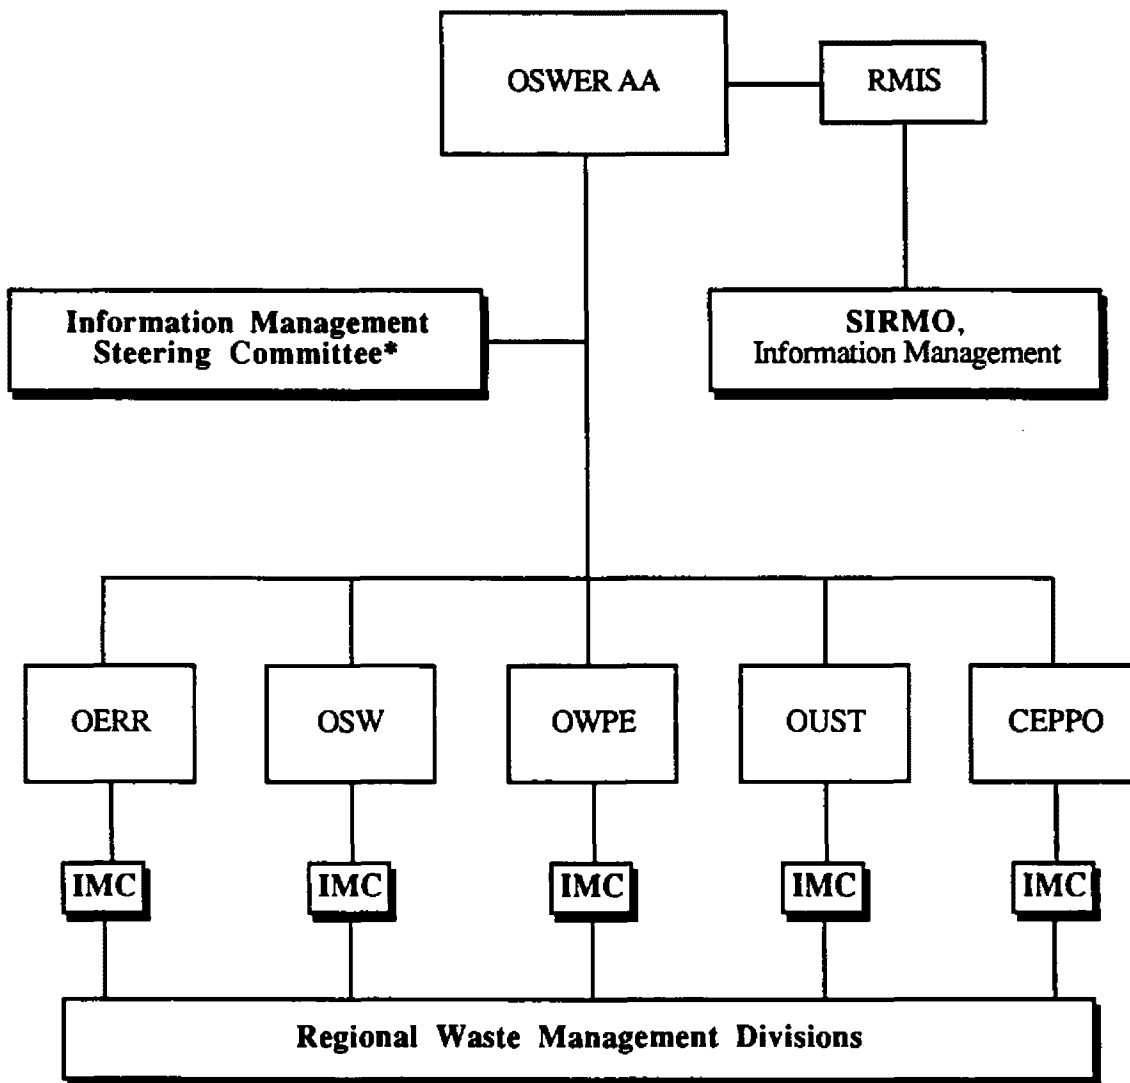 OSWER AA
RMIS
Information Management
Steering Committee*
SIRMO,
Information Management
OERR
OSW
OWPE
OUST
CEPPO
IMC
IMC
IMC
IMC
IMC
Regional Waste Management Divisions